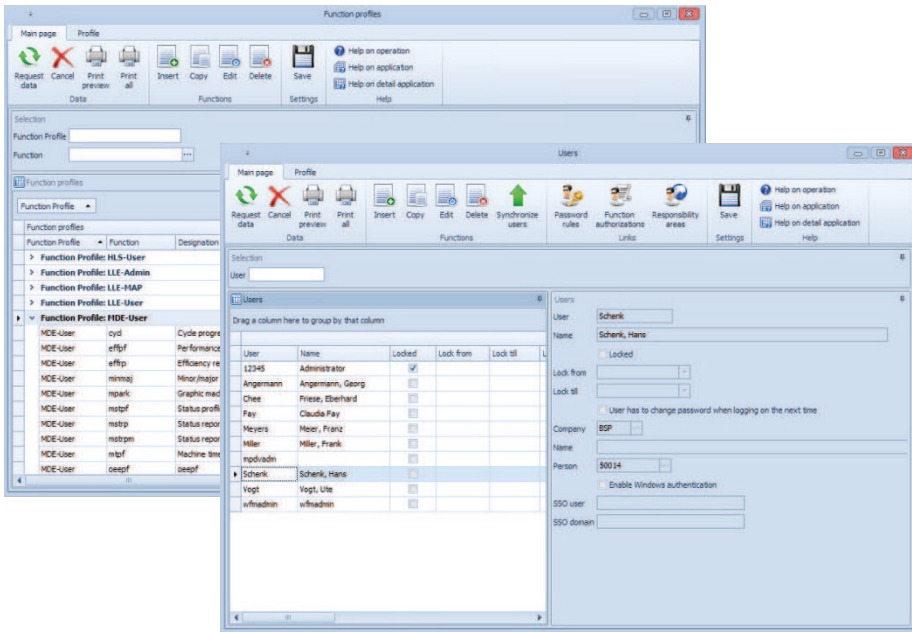 Function profiles
Main page Profile
Request data Cancel Print preview Print all Insert Copy Edit Delete Save
Help on operation
Help on application
Help on detail application
Data Functions Settings Help
Selection
Function Profile
Function
Function profiles
Function Profile
Function profiles
Function Profile Function Designation
Function Profile: HLS-User
Function Profile: LLE-Admin
Function Profile: LLE-MAP
Function Profile: LLE-User
Function Profile: MDE-User
MDE-User cyd Cycle progre
MDE-User effpf Performance
MDE-User effrp Efficiency re
MDE-User minmaj Minor/major
MDE-User mpark Graphic mad
MDE-User mstpf Status profil
MDE-User mstrp Status repor
MDE-User mstrpm Status repor
MDE-User mtpf Machine time
MDE-User oeepf oeepf
Users
Main page Profile
Request data Cancel Print preview Print all Insert Copy Edit Delete Synchronize users Password rules Function authorizations Responsibility areas Save
Help on operation
Help on application
Help on detail application
Data Functions Links Settings Help
Selection
User
Users
Drag a column here to group by that column
User Name Locked Lock from Lock till L
12345 Administrator
Angermann Angermann, Georg
Chee Friese, Eberhard
Fay Claudia Fay
Meyers Meier, Franz
Miller Miller, Frank
mpdvadm
Schenk Schenk, Hans
Vogt Vogt, Ute
wfmadmin wfmadmin
Users
User Schenk
Name Schenk, Hans
Locked
Lock from
Lock till
User has to change password when logging on the next time
Company BSP
Name
Person 50014
Enable Windows authentication
SSO user
SSO domain